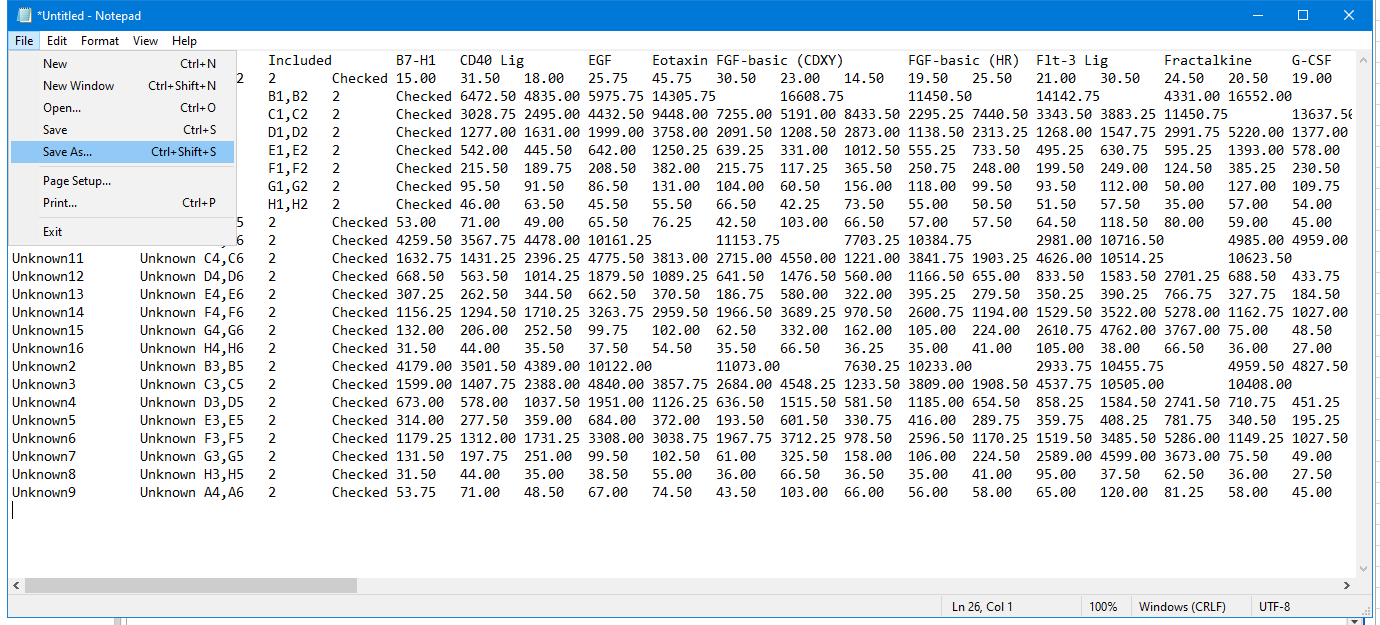 *Untitled - Notepad
File Edit Format View Help
New Ctrl+N
New Window Ctrl+Shift+N
Open... Ctrl+O
Save Ctrl+S
Save As... Ctrl+Shift+S
Page Setup...
Print... Ctrl+P
Exit
Included B7-H1 CD40 Lig EGF Eotaxin FGF-basic (CDXY) FGF-basic (HR) Flt-3 Lig Fractalkine G-CSF
2 2 Checked 15.00 31.50 18.00 25.75 45.75 30.50 23.00 14.50 19.50 25.50 21.00 30.50 24.50 20.50 19.00
B1,B2 2 Checked 6472.50 4835.00 5975.75 14305.75 16608.75 11450.50 14142.75 4331.00 16552.00
C1,C2 2 Checked 3028.75 2495.00 4432.50 9448.00 7255.00 5191.00 8433.50 2295.25 7440.50 3343.50 3883.25 11450.75 13637.50
D1,D2 2 Checked 1277.00 1631.00 1999.00 3758.00 2091.50 1208.50 2873.00 1138.50 2313.25 1268.00 1547.75 2991.75 5220.00 1377.00
E1,E2 2 Checked 542.00 445.50 642.00 1250.25 639.25 331.00 1012.50 555.25 733.50 495.25 630.75 595.25 1393.00 578.00
F1,F2 2 Checked 215.50 189.75 208.50 382.00 215.75 117.25 365.50 250.75 248.00 199.50 249.00 124.50 385.25 230.50
G1,G2 2 Checked 95.50 91.50 86.50 131.00 104.00 60.50 156.00 118.00 99.50 93.50 112.00 50.00 127.00 109.75
H1,H2 2 Checked 46.00 63.50 45.50 55.50 66.50 42.25 73.50 55.00 50.50 51.50 57.50 35.00 57.00 54.00
5 2 Checked 53.00 71.00 49.00 65.50 76.25 42.50 103.00 66.50 57.00 57.50 64.50 118.50 80.00 59.00 45.00
6 2 Checked 4259.50 3567.75 4478.00 10161.25 11153.75 7703.25 10384.75 2981.00 10716.50 4985.00 4959.00
Unknown11 Unknown C4,C6 2 Checked 1632.75 1431.25 2396.25 4775.50 3813.00 2715.00 4550.00 1221.00 3841.75 1903.25 4626.00 10514.25 10623.50
Unknown12 Unknown D4,D6 2 Checked 668.50 563.50 1014.25 1879.50 1089.25 641.50 1476.50 560.00 1166.50 655.00 833.50 1583.50 2701.25 688.50 433.75
Unknown13 Unknown E4,E6 2 Checked 307.25 262.50 344.50 662.50 370.50 186.75 580.00 322.00 395.25 279.50 350.25 390.25 766.75 327.75 184.50
Unknown14 Unknown F4,F6 2 Checked 1156.25 1294.50 1710.25 3263.75 2959.50 1966.50 3689.25 970.50 2600.75 1194.00 1529.50 3522.00 5278.00 1162.75 1027.00
Unknown15 Unknown G4,G6 2 Checked 132.00 206.00 252.50 99.75 102.00 62.50 332.00 162.00 105.00 224.00 2610.75 4762.00 3767.00 75.00 48.50
Unknown16 Unknown H4,H6 2 Checked 31.50 44.00 35.50 37.50 54.50 35.50 66.50 36.25 35.00 41.00 105.00 38.00 66.50 36.00 27.00
Unknown2 Unknown B3,B5 2 Checked 4179.00 3501.50 4389.00 10122.00 11073.00 7630.25 10233.00 2933.75 10455.75 4959.50 4827.50
Unknown3 Unknown C3,C5 2 Checked 1599.00 1407.75 2388.00 4840.00 3857.75 2684.00 4548.25 1233.50 3809.00 1908.50 4537.75 10505.00 10408.00
Unknown4 Unknown D3,D5 2 Checked 673.00 578.00 1037.50 1951.00 1126.25 636.50 1515.50 581.50 1185.00 654.50 858.25 1584.50 2741.50 710.75 451.25
Unknown5 Unknown E3,E5 2 Checked 314.00 277.50 359.00 684.00 372.00 193.50 601.50 330.75 416.00 289.75 359.75 408.25 781.75 340.50 195.25
Unknown6 Unknown F3,F5 2 Checked 1179.25 1312.00 1731.25 3308.00 3038.75 1967.75 3712.25 978.50 2596.50 1170.25 1519.50 3485.50 5286.00 1149.25 1027.50
Unknown7 Unknown G3,G5 2 Checked 131.50 197.75 251.00 99.50 102.50 61.00 325.50 158.00 106.00 224.50 2589.00 4599.00 3673.00 75.50 49.00
Unknown8 Unknown H3,H5 2 Checked 31.50 44.00 35.00 38.50 55.00 36.00 66.50 36.50 35.00 41.00 95.00 37.50 62.50 36.00 27.50
Unknown9 Unknown A4,A6 2 Checked 53.75 71.00 48.50 67.00 74.50 43.50 103.00 66.00 56.00 58.00 65.00 120.00 81.25 58.00 45.00
Ln 26, Col 1 100% Windows (CRLF) UTF-8